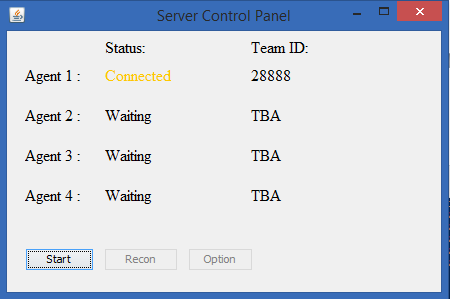 Server Control Panel
Status: Team ID:
Agent 1 : Connected 28888
Agent 2 : Waiting TBA
Agent 3 : Waiting TBA
Agent 4 : Waiting TBA
Start Recon Option